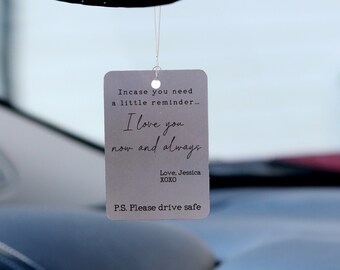 Incase you need
a little reminder...
I love you
now and always
Love, Jessica
XOXO
P.S. Please drive safe